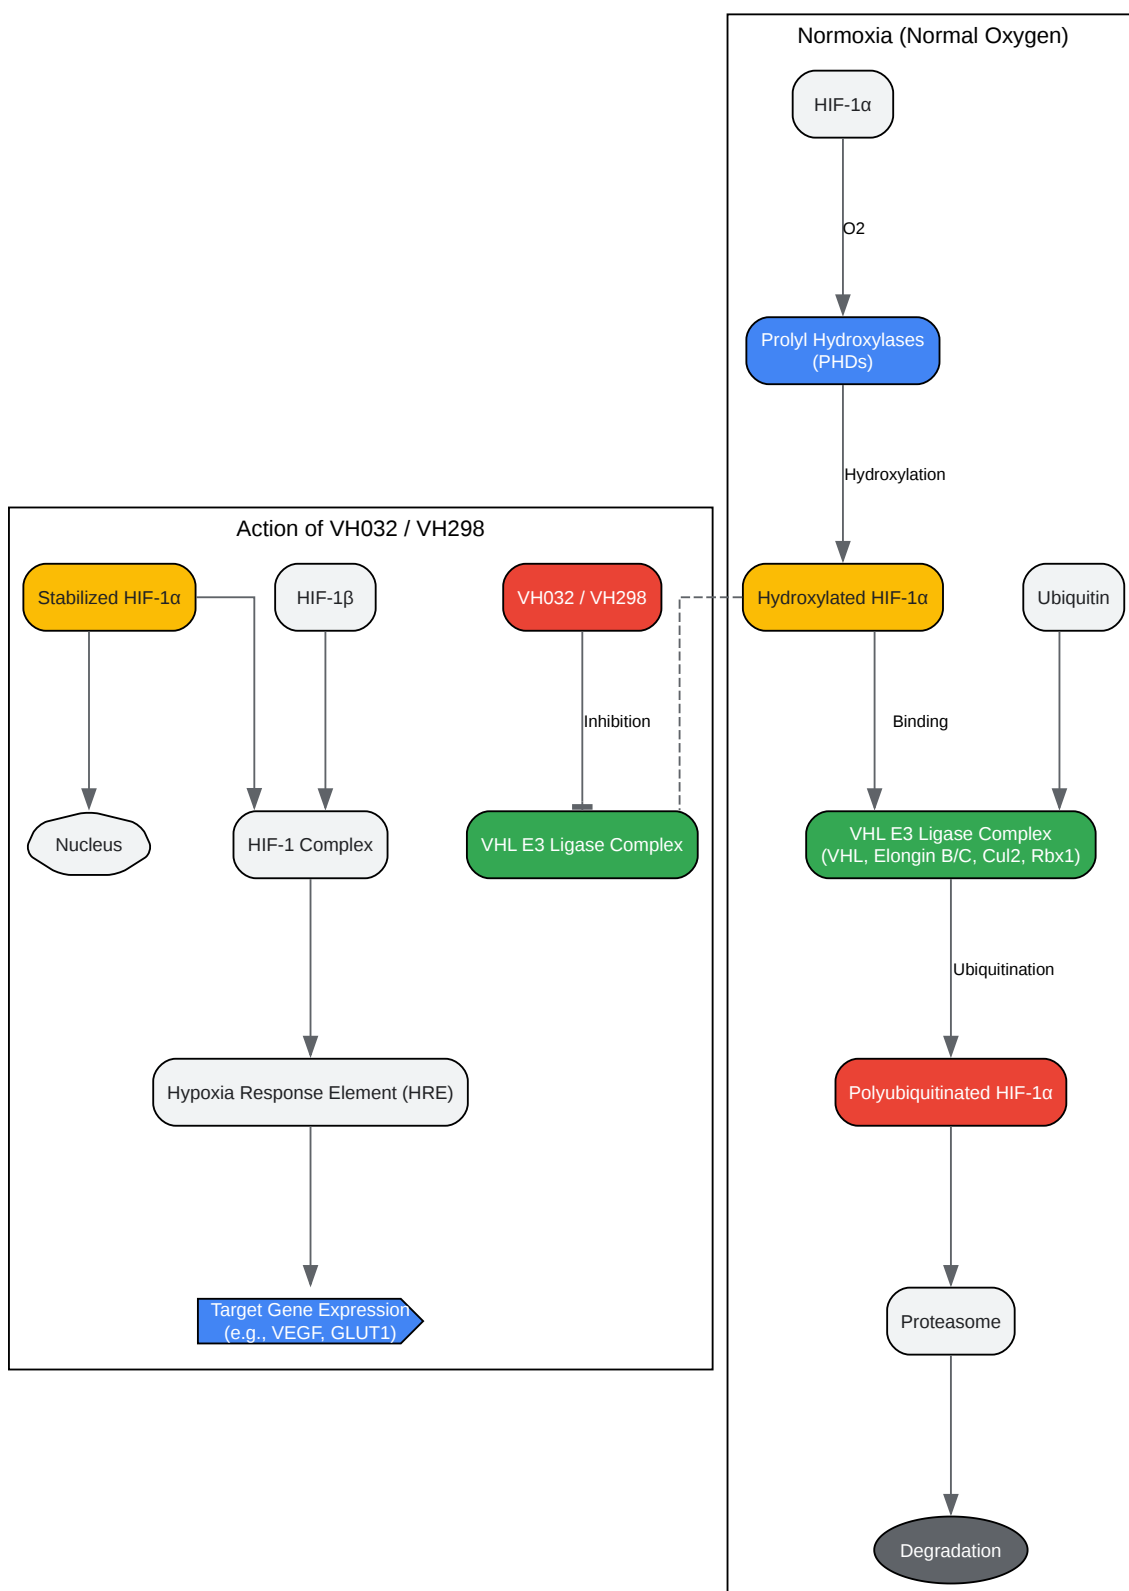 Normoxia (Normal Oxygen)
HIF-1α
O2
Prolyl Hydroxylases
(PHDs)
Hydroxylation
Action of VH032 / VH298
Stabilized HIF-1α
HIF-1β
VH032 / VH298
Hydroxylated HIF-1α
Ubiquitin
Inhibition
Binding
Nucleus
HIF-1 Complex
VHL E3 Ligase Complex
VHL E3 Ligase Complex
(VHL, Elongin B/C, Cul2, Rbx1)
Ubiquitination
Hypoxia Response Element (HRE)
Polyubiquitinated HIF-1α
Target Gene Expression
(e.g., VEGF, GLUT1)
Proteasome
Degradation